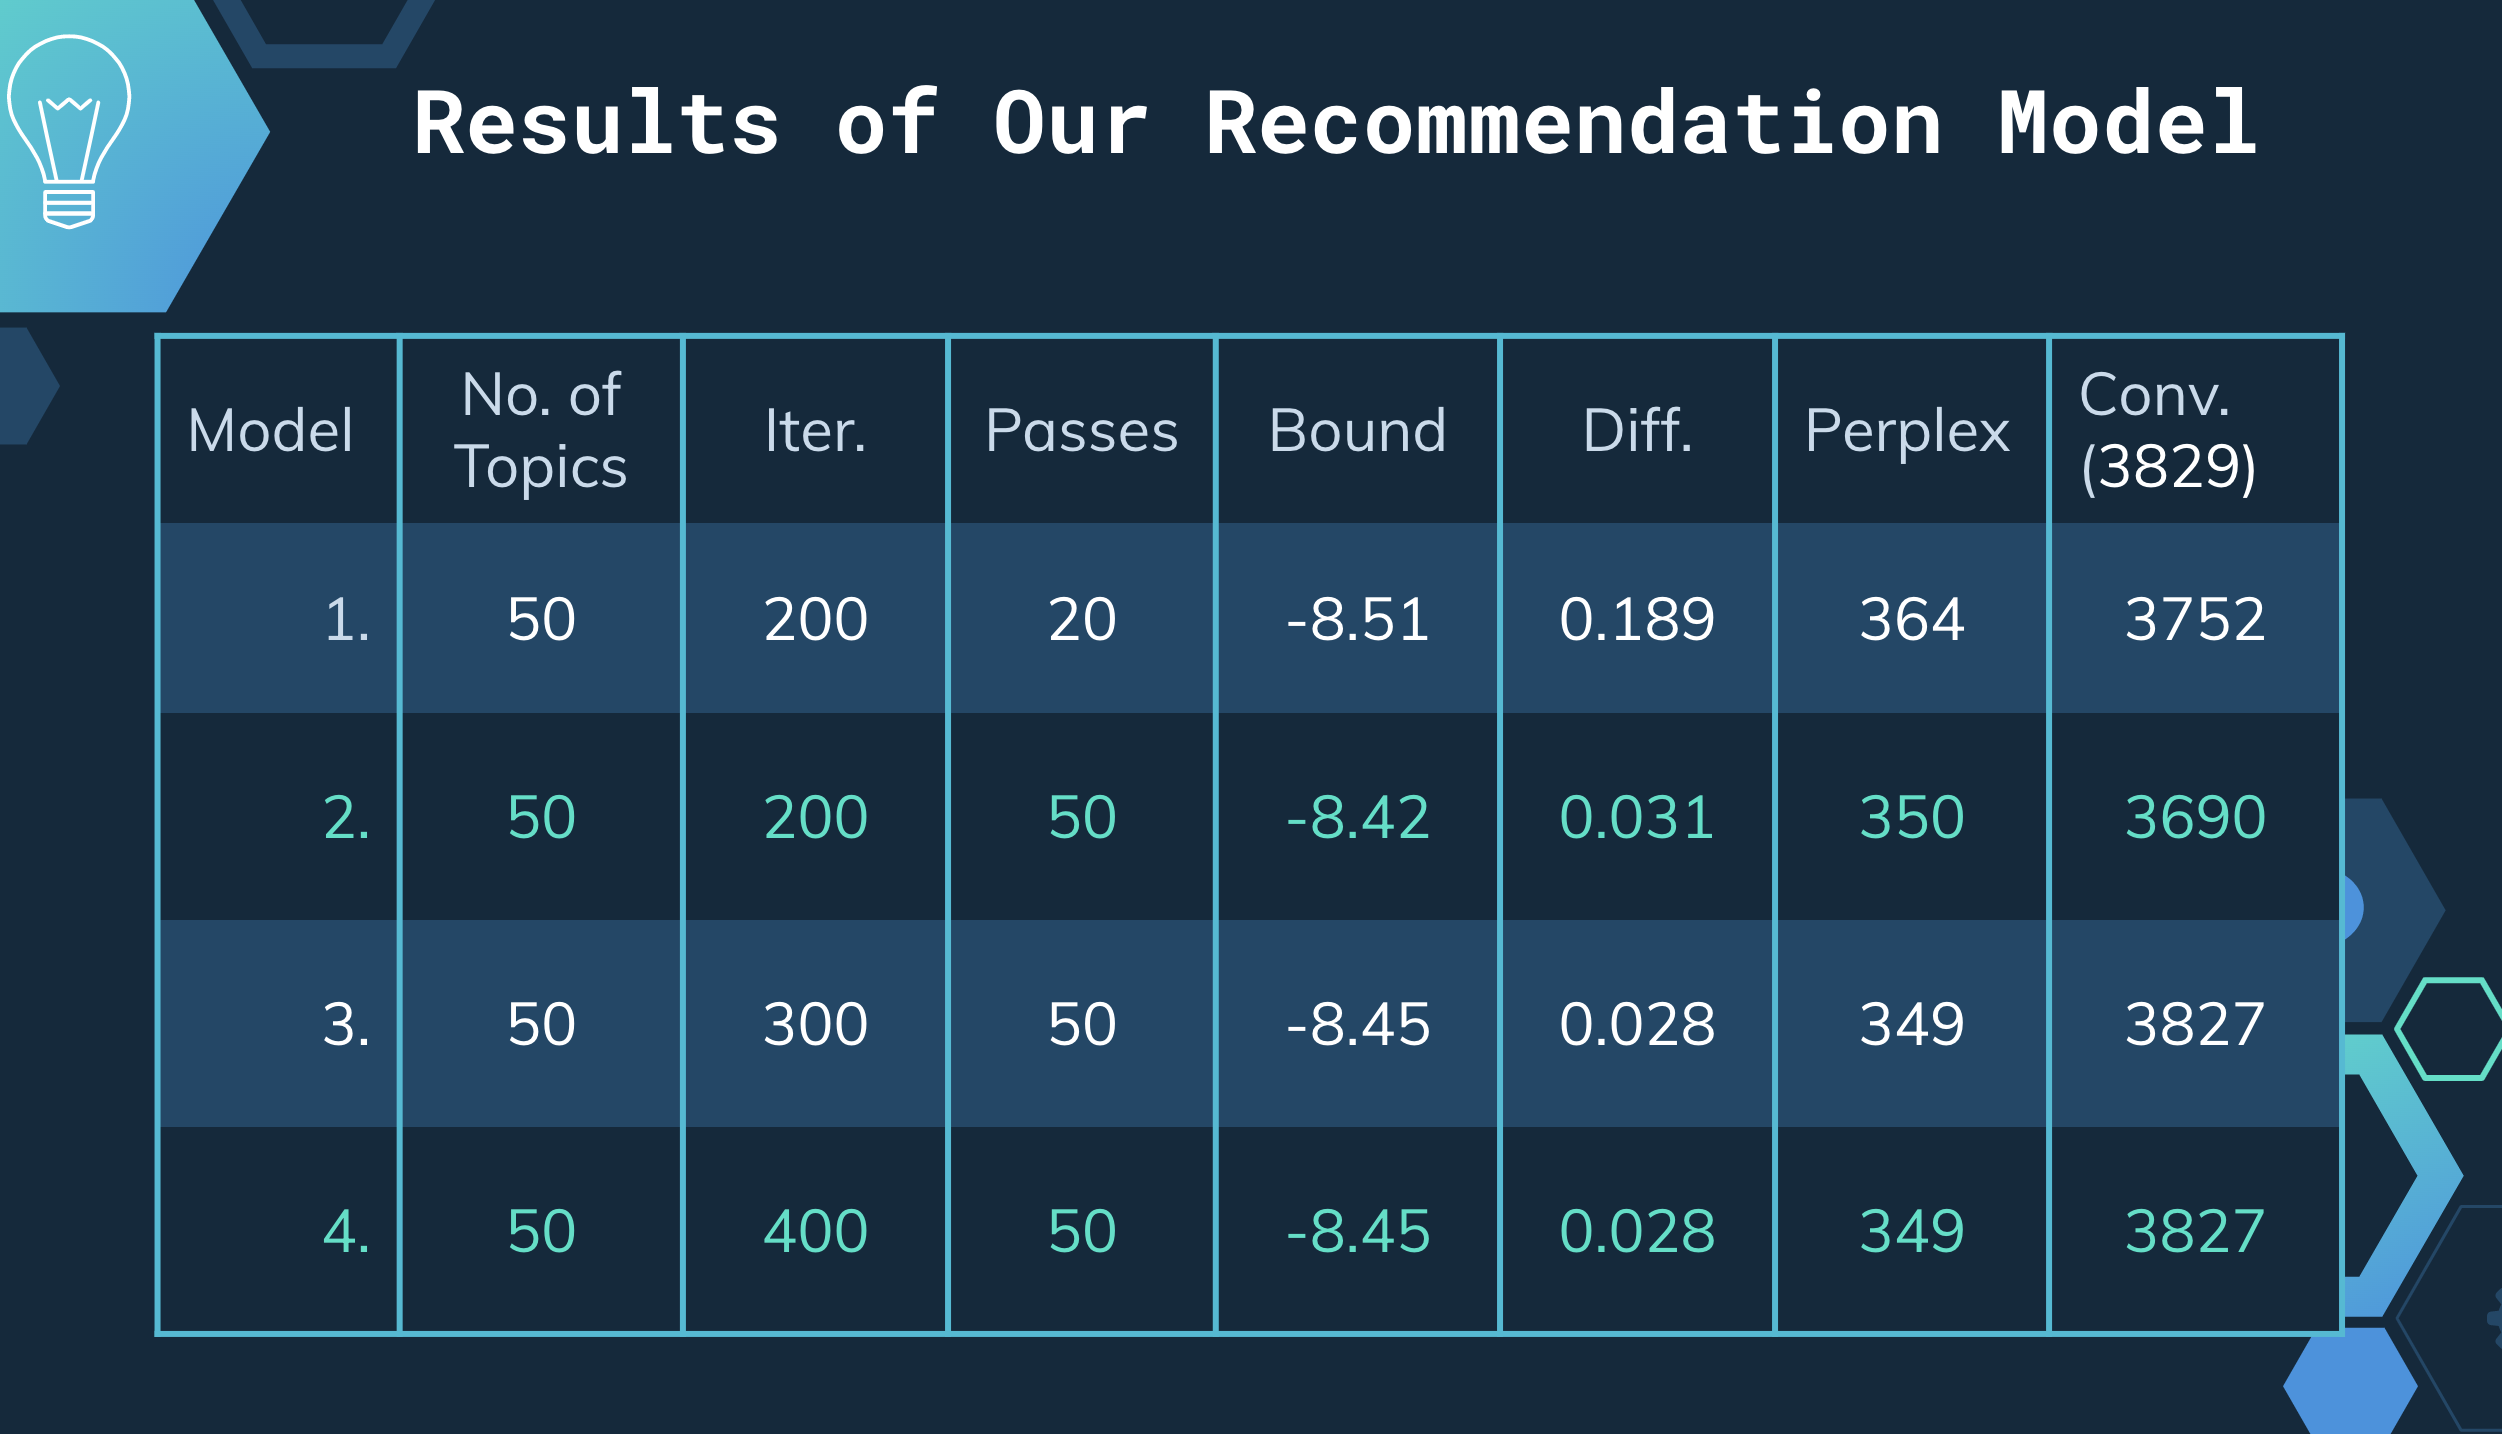 Results of Our Recommendation Model
Model No. of Topics Iter. Passes Bound Diff. Perplex Conv. (3829)
1. 50 200 20 -8.51 0.189 364 3752
2. 50 200 50 -8.42 0.031 350 3690
3. 50 300 50 -8.45 0.028 349 3827
4. 50 400 50 -8.45 0.028 349 3827